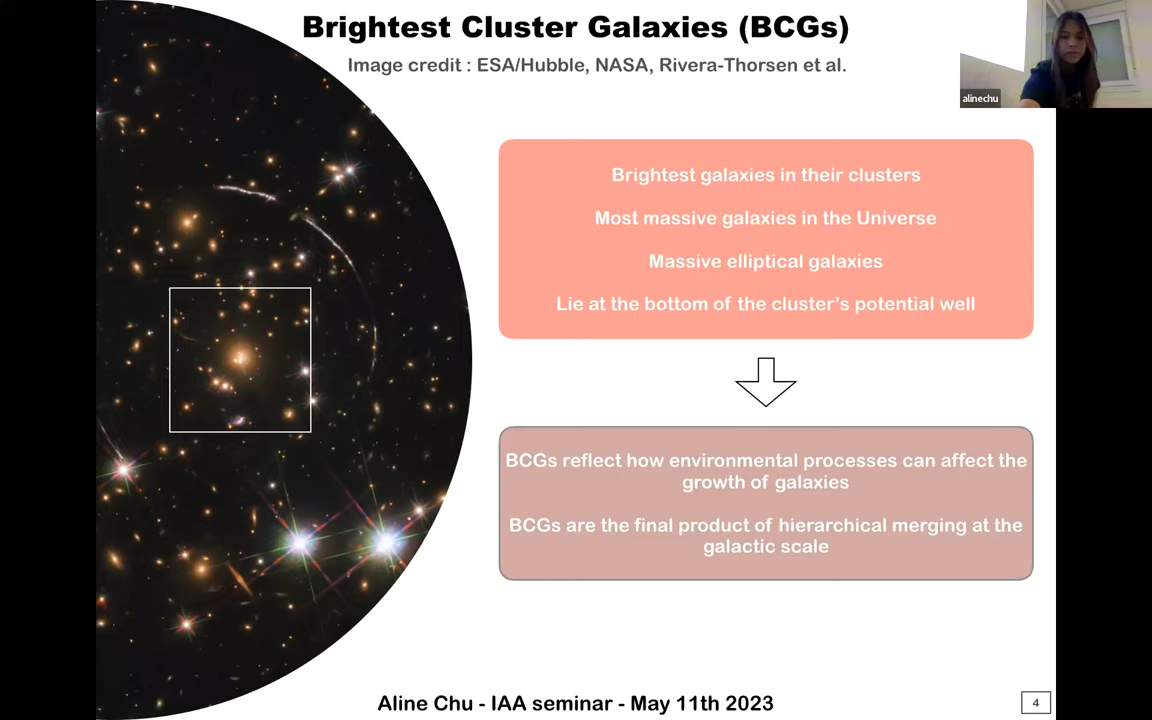 Brightest Cluster Galaxies (BCGs)
Image credit : ESA/Hubble, NASA, Rivera-Thorsen et al.
alinechu
Brightest galaxies in their clusters
Most massive galaxies in the Universe
Massive elliptical galaxies
Lie at the bottom of the cluster's potential well
BCGs reflect how environmental processes can affect the
growth of galaxies
BCGs are the final product of hierarchical merging at the
galactic scale
Aline Chu - IAA seminar - May 11th 2023
4